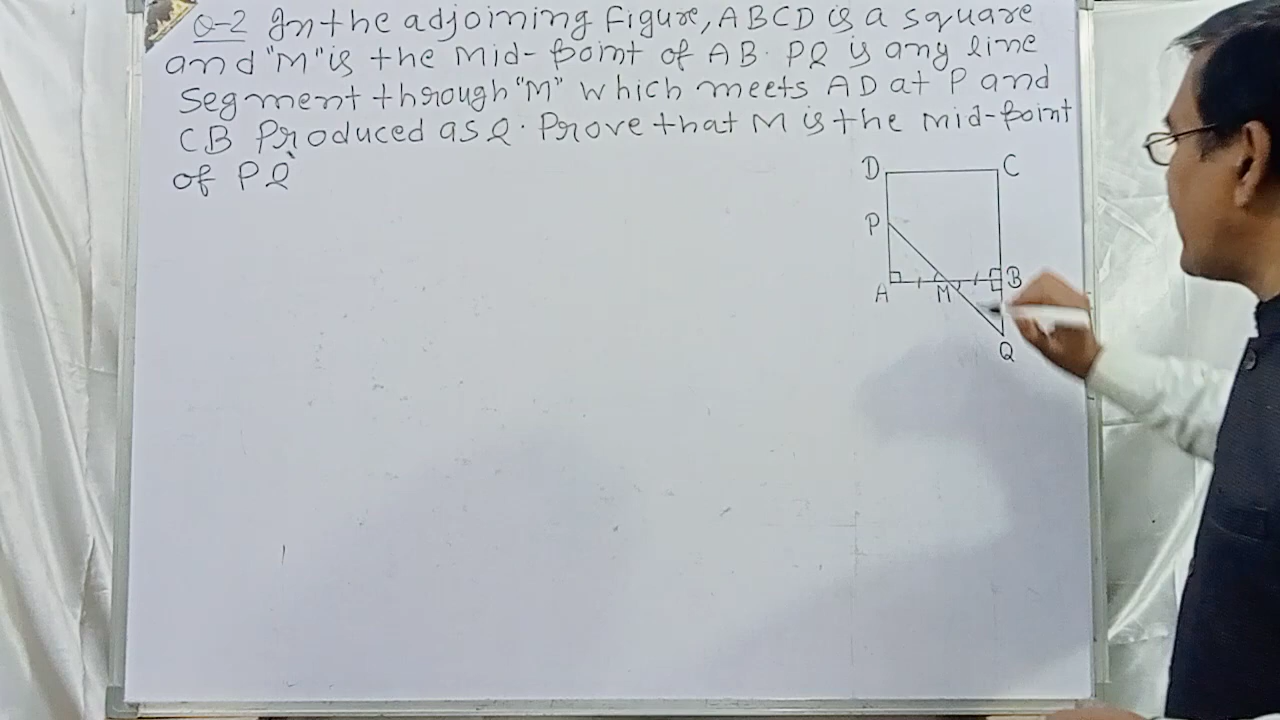 Q-2 In the adjoining figure, ABCD is a square
and "M" is the mid-point of AB. PQ is any line
segment through "M" which meets AD at P and
CB Produced as Q. Prove that M is the mid-point
of PQ
D C
P
A M B
Q